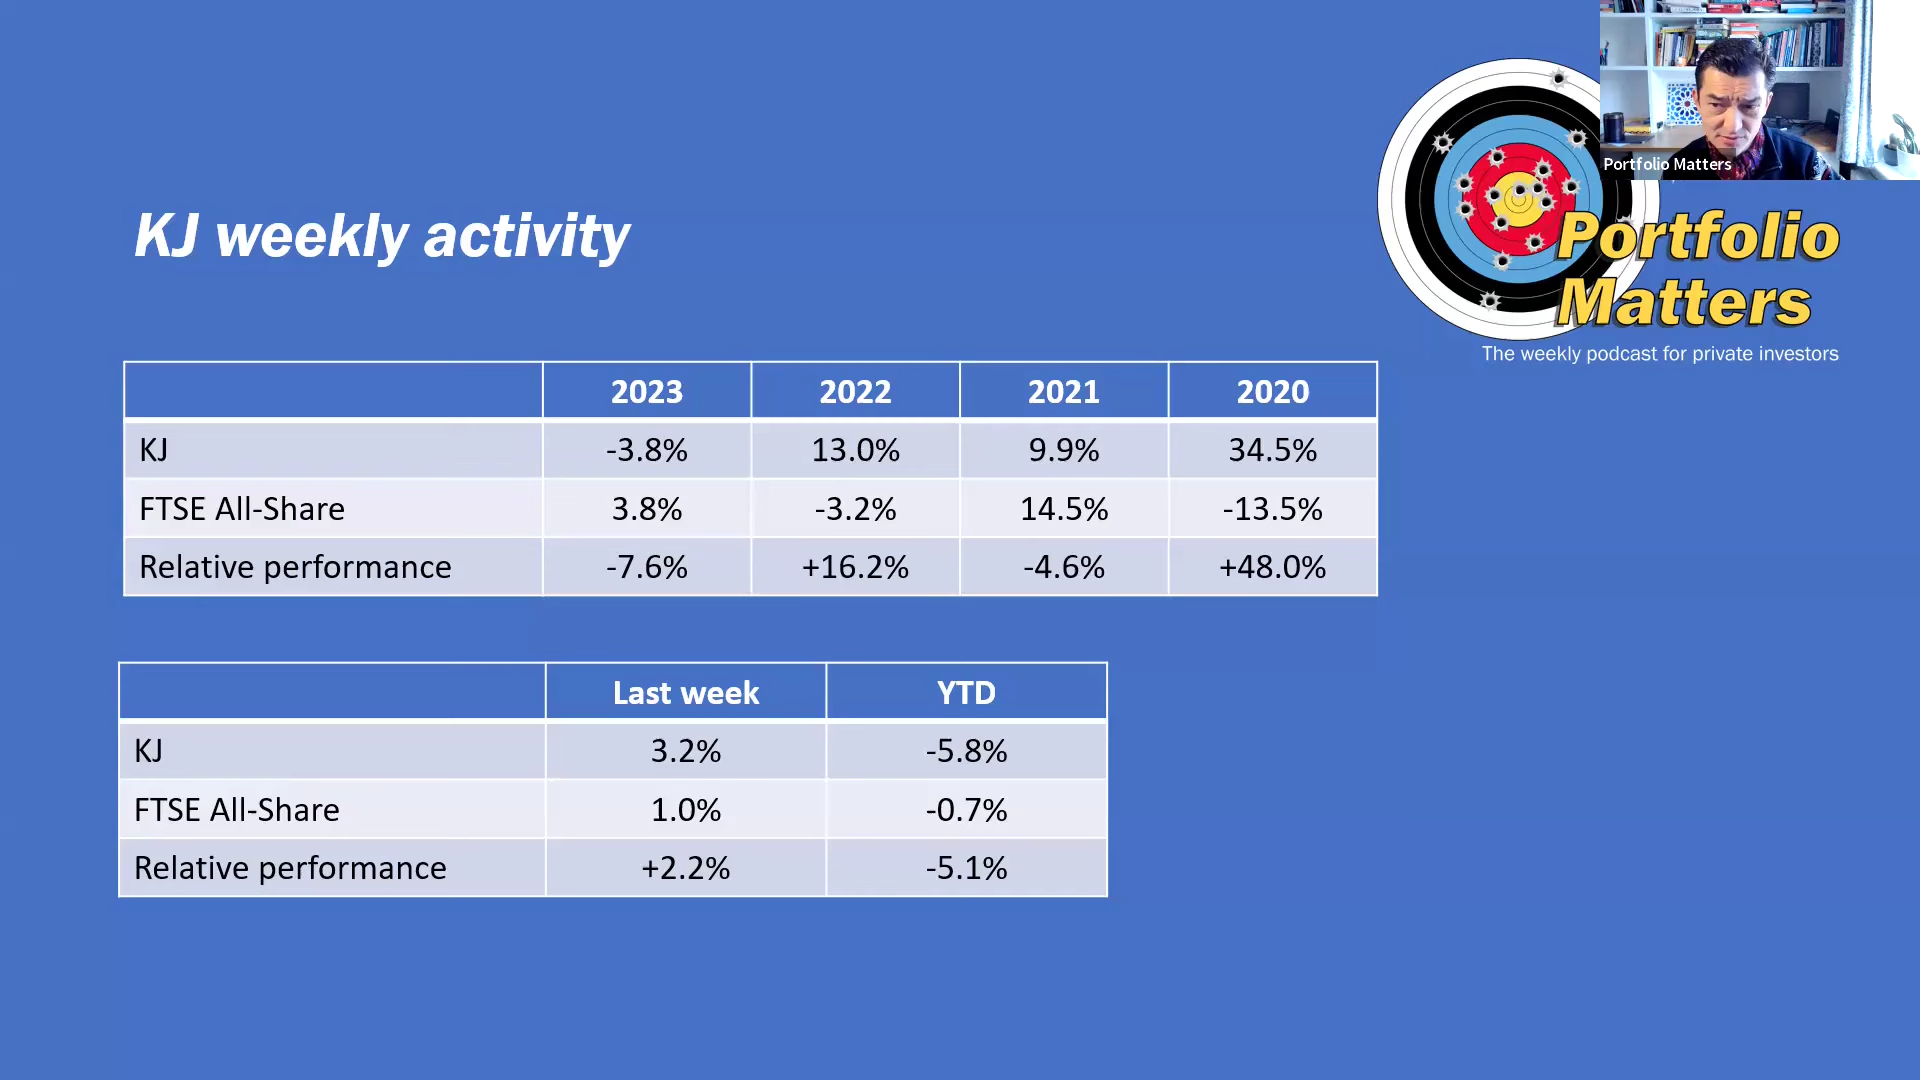 Portfolio Matters
KJ weekly activity
Portfolio
Matters
The weekly podcast for private investors
2023 2022 2021 2020
KJ -3.8% 13.0% 9.9% 34.5%
FTSE All-Share 3.8% -3.2% 14.5% -13.5%
Relative performance -7.6% +16.2% -4.6% +48.0%
Last week YTD
KJ 3.2% -5.8%
FTSE All-Share 1.0% -0.7%
Relative performance +2.2% -5.1%